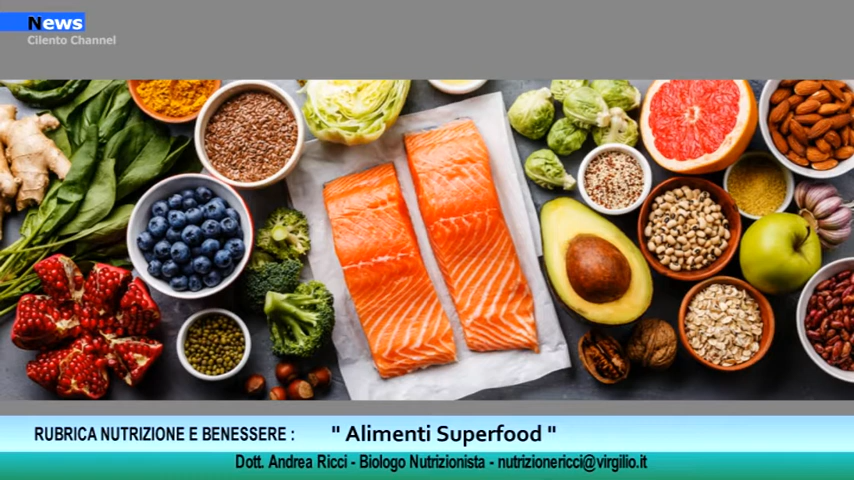 News
Cilento Channel
RUBRICA NUTRIZIONE E BENESSERE : " Alimenti Superfood "
Dott. Andrea Ricci - Biologo Nutrizionista - nutrizionericci@virgilio.it